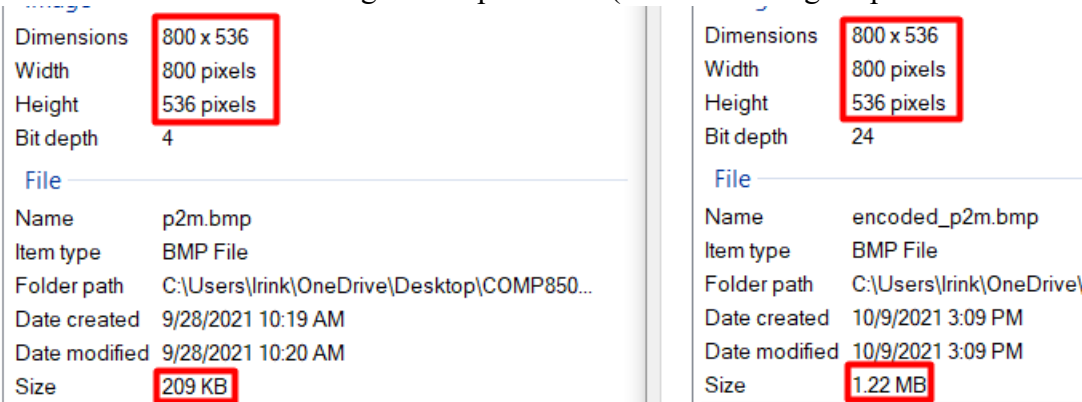 Dimensions 800 x 536
Width 800 pixels
Height 536 pixels
Bit depth 4
File
Name p2m.bmp
Item type BMP File
Folder path C:\Users\Irink\OneDrive\Desktop\COMP850...
Date created 9/28/2021 10:19 AM
Date modified 9/28/2021 10:20 AM
Size 209 KB
Dimensions 800 x 536
Width 800 pixels
Height 536 pixels
Bit depth 24
File
Name encoded_p2m.bmp
Item type BMP File
Folder path C:\Users\Irink\OneDrive\
Date created 10/9/2021 3:09 PM
Date modified 10/9/2021 3:09 PM
Size 1.22 MB